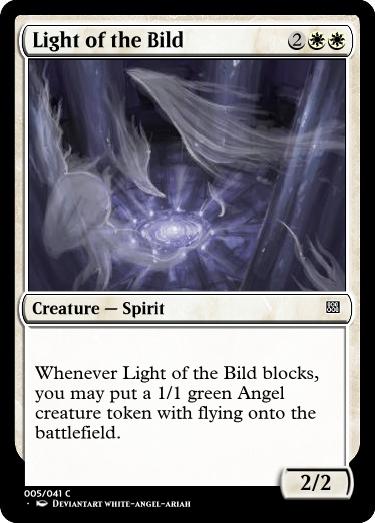 Light of the Bild 2
Creature — Spirit
Whenever Light of the Bild blocks,
you may put a 1/1 green Angel
creature token with flying onto the
battlefield.
2/2
005/041 C
· Deviantart white-angel-ariah